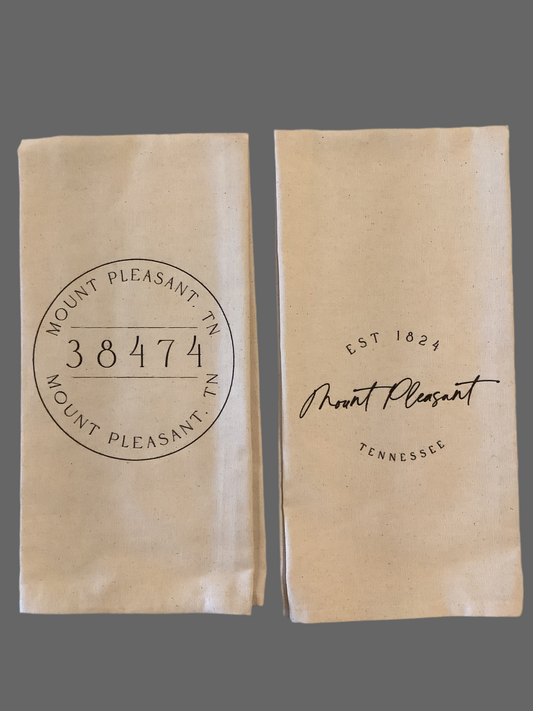 MOUNT PLEASANT, TN
38474
MOUNT PLEASANT, TN
EST 1824
Mount Pleasant
TENNESSEE